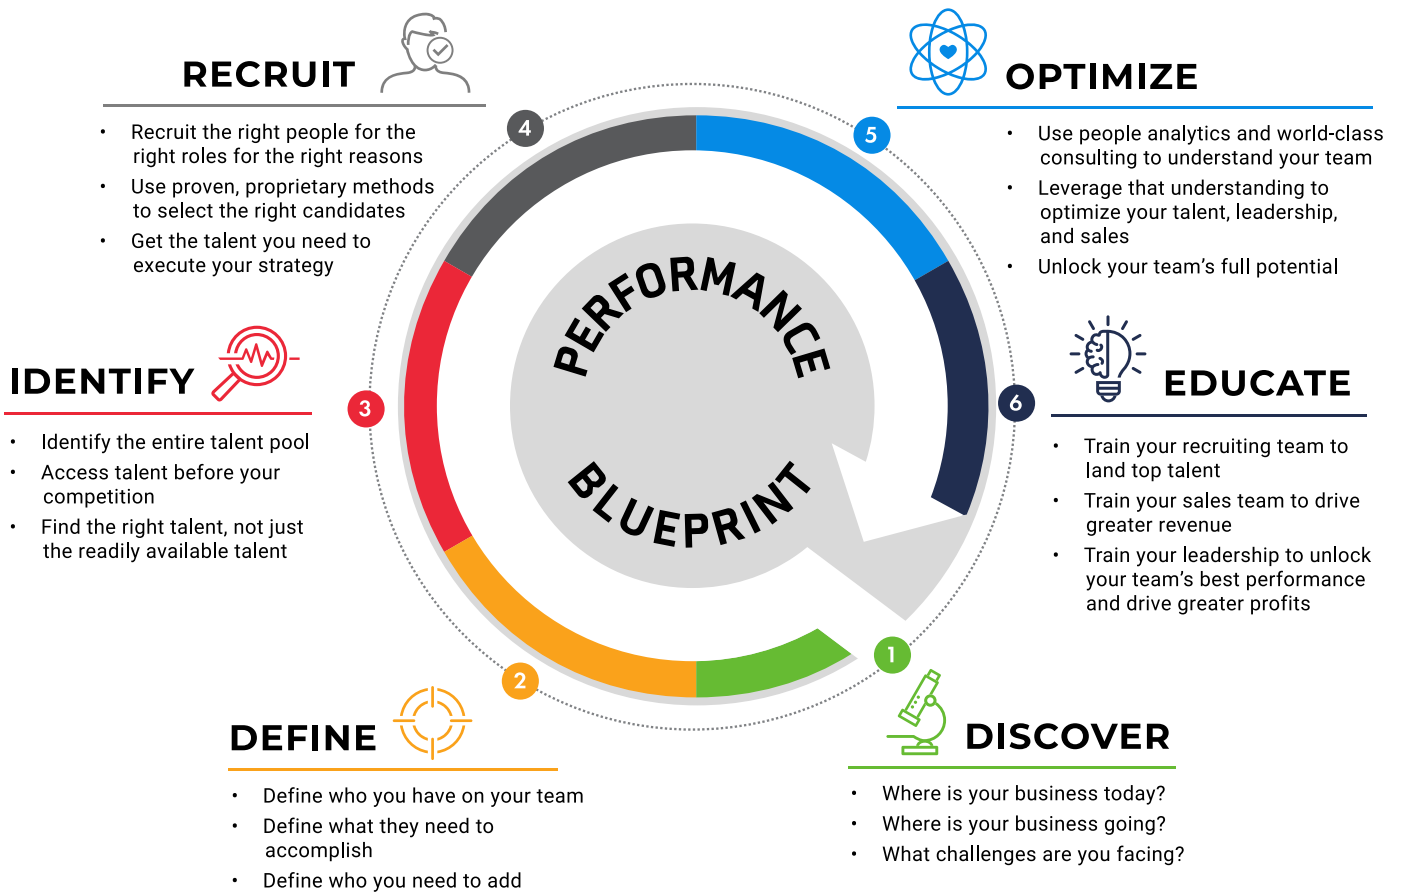 RECRUIT
• Recruit the right people for the
right roles for the right reasons
• Use proven, proprietary methods
to select the right candidates
• Get the talent you need to
execute your strategy
4
OPTIMIZE
• Use people analytics and world-class
consulting to understand your team
• Leverage that understanding to
optimize your talent, leadership,
and sales
• Unlock your team's full potential
5
IDENTIFY
• Identify the entire talent pool
• Access talent before your
competition
• Find the right talent, not just
the readily available talent
3
PERFORMANCE
BLUEPRINT
6
EDUCATE
• Train your recruiting team to
land top talent
• Train your sales team to drive
greater revenue
• Train your leadership to unlock
your team's best performance
and drive greater profits
2
DEFINE
• Define who you have on your team
• Define what they need to
accomplish
• Define who you need to add
1
DISCOVER
• Where is your business today?
• Where is your business going?
• What challenges are you facing?